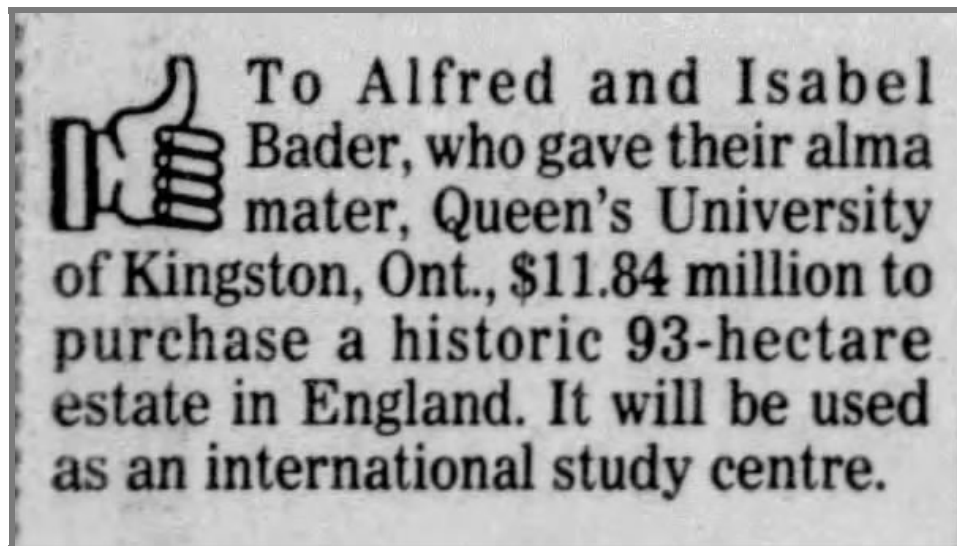 To Alfred and Isabel
Bader, who gave their alma
mater, Queen's University
of Kingston, Ont., $11.84 million to
purchase a historic 93-hectare
estate in England. It will be used
as an international study centre.